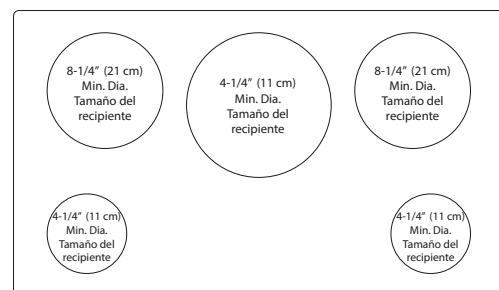 8-1/4" (21 cm)
Min. Dia.
Tamaño del
recipiente
4-1/4" (11 cm)
Min. Dia.
Tamaño del
recipiente
8-1/4" (21 cm)
Min. Dia.
Tamaño del
recipiente
4-1/4" (11 cm)
Min. Dia.
Tamaño del
recipiente
4-1/4" (11 cm)
Min. Dia.
Tamaño del
recipiente